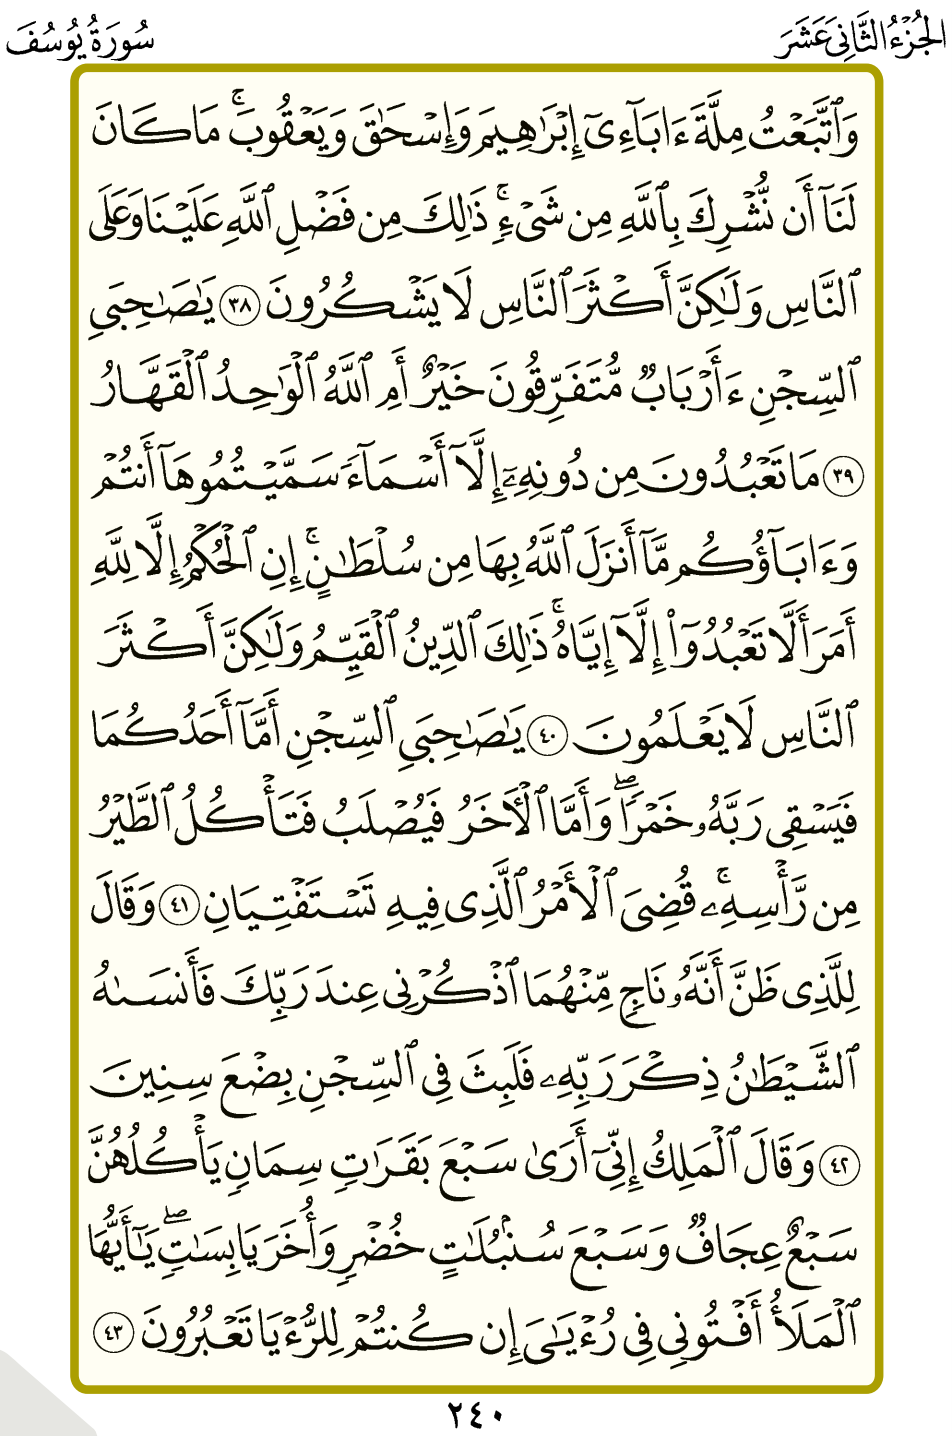 الجُزْءُ الثَّانِي عَشَرَ
سُورَةُ يُوسُفَ
وَٱتَّبَعْتُ مِلَّةَ ءَابَآءِىٓ إِبْرَٰهِيمَ وَإِسْحَٰقَ وَيَعْقُوبَ ۚ مَا كَانَ
لَنَآ أَن نُّشْرِكَ بِٱللَّهِ مِن شَىْءٍ ۚ ذَٰلِكَ مِن فَضْلِ ٱللَّهِ عَلَيْنَا وَعَلَى
ٱلنَّاسِ وَلَٰكِنَّ أَكْثَرَ ٱلنَّاسِ لَا يَشْكُرُونَ ٣٨ يَٰصَٰحِبَىِ
ٱلسِّجْنِ ءَأَرْبَابٌ مُّتَفَرِّقُونَ خَيْرٌ أَمِ ٱللَّهُ ٱلْوَٰحِدُ ٱلْقَهَّارُ
٣٩ مَا تَعْبُدُونَ مِن دُونِهِۦٓ إِلَّآ أَسْمَآءً سَمَّيْتُمُوهَآ أَنتُمْ
وَءَابَآؤُكُم مَّآ أَنزَلَ ٱللَّهُ بِهَا مِن سُلْطَٰنٍ ۚ إِنِ ٱلْحُكْمُ إِلَّا لِلَّهِ
أَمَرَ أَلَّا تَعْبُدُوٓا۟ إِلَّآ إِيَّاهُ ۚ ذَٰلِكَ ٱلدِّينُ ٱلْقَيِّمُ وَلَٰكِنَّ أَكْثَرَ
ٱلنَّاسِ لَا يَعْلَمُونَ ٤٠ يَٰصَٰحِبَىِ ٱلسِّجْنِ أَمَّآ أَحَدُكُمَا
فَيَسْقِى رَبَّهُۥ خَمْرًا ۖ وَأَمَّا ٱلْءَاخَرُ فَيُصْلَبُ فَتَأْكُلُ ٱلطَّيْرُ
مِن رَّأْسِهِۦ ۚ قُضِىَ ٱلْأَمْرُ ٱلَّذِى فِيهِ تَسْتَفْتِيَانِ ٤١ وَقَالَ
لِلَّذِى ظَنَّ أَنَّهُۥ نَاجٍ مِّنْهُمَا ٱذْكُرْنِى عِندَ رَبِّكَ فَأَنسَىٰهُ
ٱلشَّيْطَٰنُ ذِكْرَ رَبِّهِۦ فَلَبِثَ فِى ٱلسِّجْنِ بِضْعَ سِنِينَ
٤٢ وَقَالَ ٱلْمَلِكُ إِنِّىٓ أَرَىٰ سَبْعَ بَقَرَٰتٍ سِمَانٍ يَأْكُلُهُنَّ
سَبْعٌ عِجَافٌ وَسَبْعَ سُنۢبُلَٰتٍ خُضْرٍ وَأُخَرَ يَابِسَٰتٍ ۖ يَٰٓأَيُّهَا
ٱلْمَلَأُ أَفْتُونِى فِى رُءْيَٰىَ إِن كُنتُمْ لِلرُّءْيَا تَعْبُرُونَ ٤٣
٢٤٠